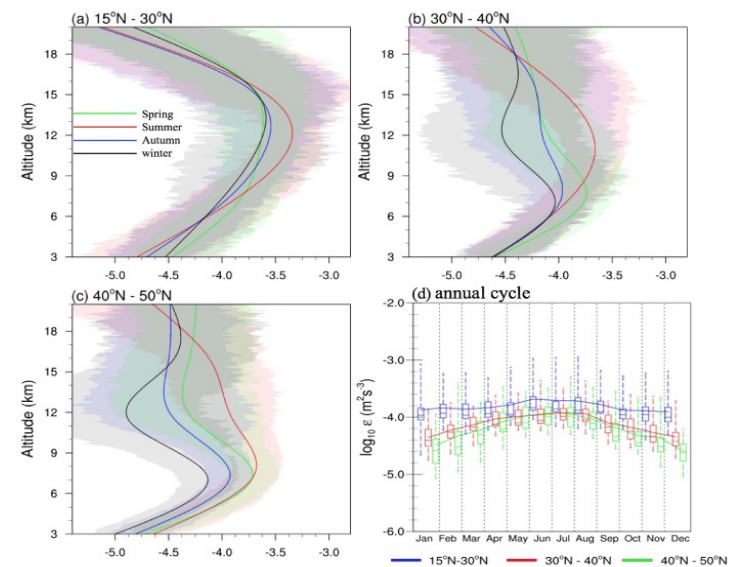 (a) 15°N - 30°N
18
15
12
9
6
3
Altitude (km)
Spring
Summer
Autumn
winter
-5.0 -4.5 -4.0 -3.5 -3.0
(b) 30°N - 40°N
18
15
12
9
6
3
Altitude (km)
-5.0 -4.5 -4.0 -3.5 -3.0
(c) 40°N - 50°N
18
15
12
9
6
3
Altitude (km)
-5.0 -4.5 -4.0 -3.5 -3.0
(d) annual cycle
-2.0
-3.0
-4.0
-5.0
-6.0
log₁₀ ε (m²s⁻³)
Jan Feb Mar Apr May Jun Jul Aug Sep Oct Nov Dec
15°N-30°N 30°N - 40°N 40°N - 50°N